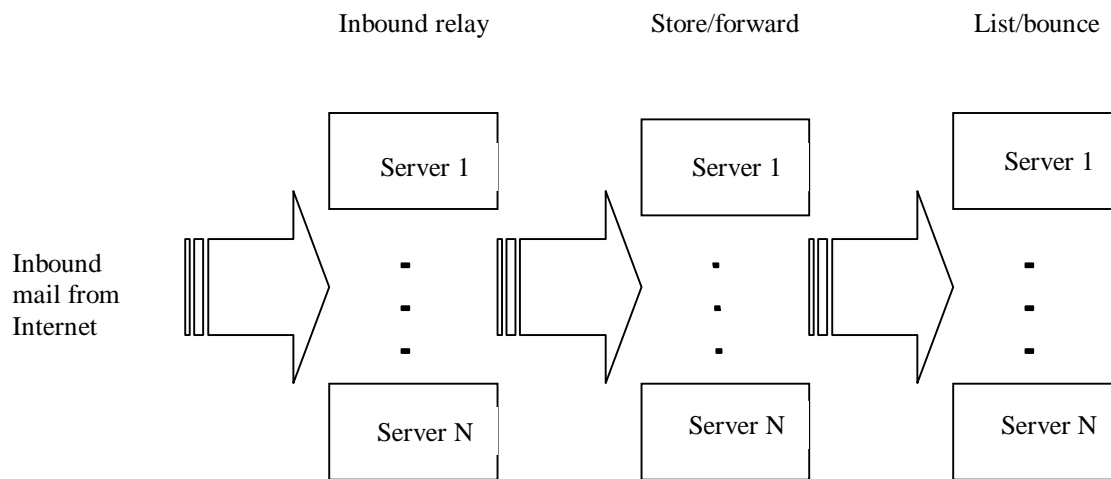 Inbound relay
Store/forward
List/bounce
Server 1
Server 1
Server 1
Inbound
mail from
Internet
Server N
Server N
Server N